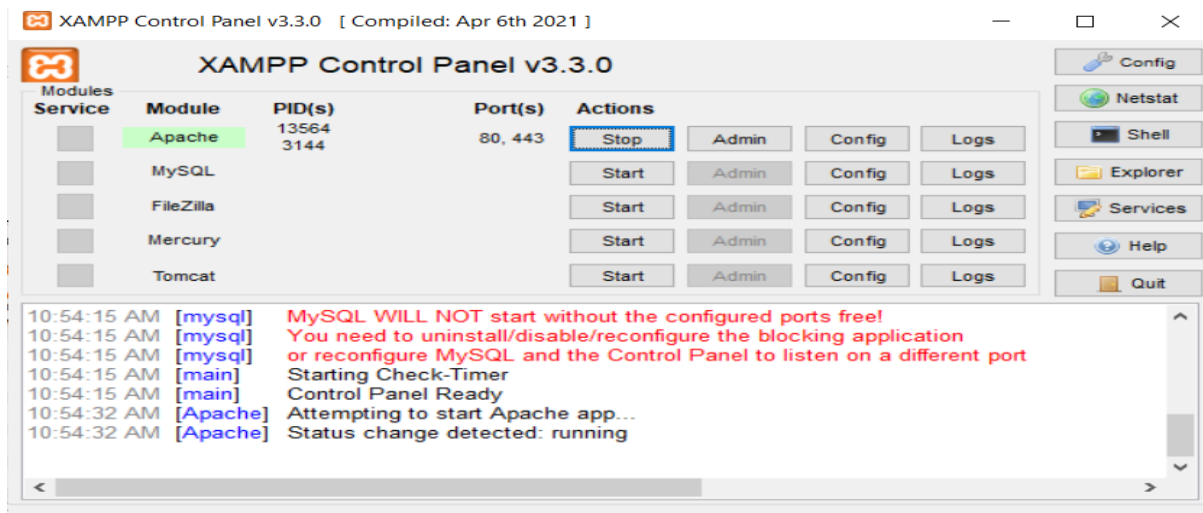 XAMPP Control Panel v3.3.0 [ Compiled: Apr 6th 2021 ]
XAMPP Control Panel v3.3.0
Config
Modules
Netstat
Service Module PID(s) Port(s) Actions
Apache 13564 3144 80, 443 Stop Admin Config Logs
Shell
MySQL Start Admin Config Logs
Explorer
FileZilla Start Admin Config Logs
Services
Mercury Start Admin Config Logs
Help
Tomcat Start Admin Config Logs
Quit
10:54:15 AM [mysql] MySQL WILL NOT start without the configured ports free!
10:54:15 AM [mysql] You need to uninstall/disable/reconfigure the blocking application
10:54:15 AM [mysql] or reconfigure MySQL and the Control Panel to listen on a different port
10:54:15 AM [main] Starting Check-Timer
10:54:15 AM [main] Control Panel Ready
10:54:32 AM [Apache] Attempting to start Apache app...
10:54:32 AM [Apache] Status change detected: running